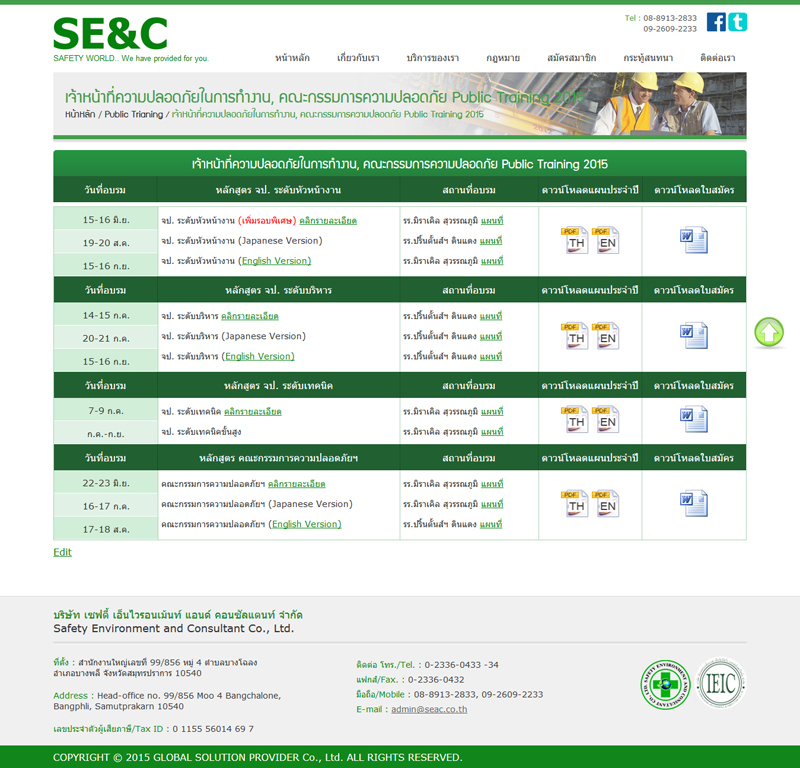 SE&C
SAFETY WORLD.. We have provided for you.
Tel : 08-8913-2833
09-2609-2233
หน้าหลัก เกี่ยวกับเรา บริการของเรา กฎหมาย สมัครสมาชิก กระทู้สนทนา ติดต่อเรา
เจ้าหน้าที่ความปลอดภัยในการทำงาน, คณะกรรมการความปลอดภัย Public Training 2015
หน้าหลัก / Public Trianing / เจ้าหน้าที่ความปลอดภัยในการทำงาน, คณะกรรมการความปลอดภัย Public Training 2015
เจ้าหน้าที่ความปลอดภัยในการทำงาน, คณะกรรมการความปลอดภัย Public Training 2015
วันที่อบรม หลักสูตร จป. ระดับหัวหน้างาน สถานที่อบรม ดาวน์โหลดแผนประจำปี ดาวน์โหลดใบสมัคร
15-16 มิ.ย. จป. ระดับหัวหน้างาน (เพิ่มรอบพิเศษ) คลิกรายละเอียด รร.มิราเคิล สุวรรณภูมิ แผนที่
19-20 ส.ค. จป. ระดับหัวหน้างาน (Japanese Version) รร.ปริ๊นตั้นส์ฯ ดินแดง แผนที่
PDF TH PDF EN W
15-16 ก.ย. จป. ระดับหัวหน้างาน (English Version) รร.มิราเคิล สุวรรณภูมิ แผนที่
วันที่อบรม หลักสูตร จป. ระดับบริหาร สถานที่อบรม ดาวน์โหลดแผนประจำปี ดาวน์โหลดใบสมัคร
14-15 ก.ค. จป. ระดับบริหาร คลิกรายละเอียด รร.ปริ๊นตั้นส์ฯ ดินแดง แผนที่
20-21 ก.ค. จป. ระดับบริหาร (Japanese Version) รร.ปริ๊นตั้นส์ฯ ดินแดง แผนที่
PDF TH PDF EN W
15-16 ก.ย. จป. ระดับบริหาร (English Version) รร.ปริ๊นตั้นส์ฯ ดินแดง แผนที่
วันที่อบรม หลักสูตร จป. ระดับเทคนิค สถานที่อบรม ดาวน์โหลดแผนประจำปี ดาวน์โหลดใบสมัคร
7-9 ก.ค. จป. ระดับเทคนิค คลิกรายละเอียด รร.มิราเคิล สุวรรณภูมิ แผนที่
PDF TH PDF EN W
ก.ค.-ก.ย. จป. ระดับเทคนิคขั้นสูง รร.มิราเคิล สุวรรณภูมิ แผนที่
วันที่อบรม หลักสูตร คณะกรรมการความปลอดภัยฯ สถานที่อบรม ดาวน์โหลดแผนประจำปี ดาวน์โหลดใบสมัคร
22-23 มิ.ย. คณะกรรมการความปลอดภัยฯ คลิกรายละเอียด รร.มิราเคิล สุวรรณภูมิ แผนที่
16-17 ก.ค. คณะกรรมการความปลอดภัยฯ (Japanese Version) รร.มิราเคิล สุวรรณภูมิ แผนที่
PDF TH PDF EN W
17-18 ส.ค. คณะกรรมการความปลอดภัยฯ (English Version) รร.ปริ๊นตั้นส์ฯ ดินแดง แผนที่
Edit
บริษัท เซฟตี้ เอ็นไวรอนเม้นท์ แอนด์ คอนซัลแตนท์ จำกัด
Safety Environment and Consultant Co., Ltd.
ที่ตั้ง : สำนักงานใหญ่เลขที่ 99/856 หมู่ 4 ตำบลบางโฉลง
อำเภอบางพลี จังหวัดสมุทรปราการ 10540
Address : Head-office no. 99/856 Moo 4 Bangchalone,
Bangphli, Samutprakarn 10540
เลขประจำตัวผู้เสียภาษี/Tax ID : 0 1155 56014 69 7
ติดต่อ โทร./Tel. : 0-2336-0433 -34
แฟกส์/Fax. : 0-2336-0432
มือถือ/Mobile : 08-8913-2833, 09-2609-2233
E-mail : admin@seac.co.th
IEIC
COPYRIGHT © 2015 GLOBAL SOLUTION PROVIDER Co., Ltd. ALL RIGHTS RESERVED.